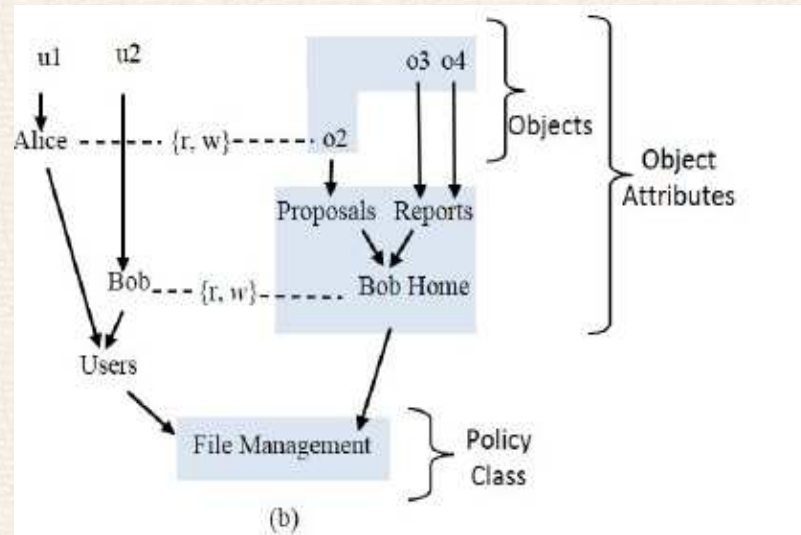 u1 u2 o3 o4
Objects
Alice {r, w} o2
Object
Attributes
Proposals Reports
Bob {r, w} Bob Home
Users
File Management
Policy
Class
(b)